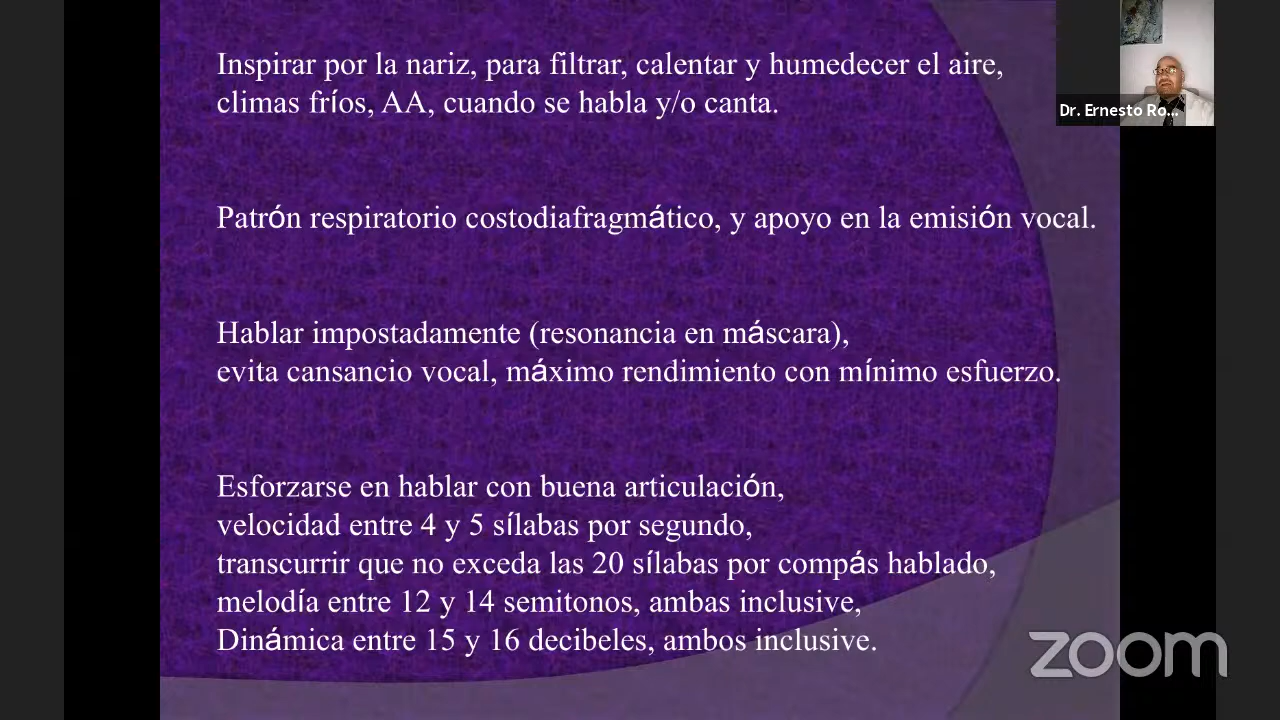 Inspirar por la nariz, para filtrar, calentar y humedecer el aire,
climas fríos, AA, cuando se habla y/o canta.
Dr. Ernesto Ro...
Patrón respiratorio costodiafragmático, y apoyo en la emisión vocal.
Hablar impostadamente (resonancia en máscara),
evita cansancio vocal, máximo rendimiento con mínimo esfuerzo.
Esforzarse en hablar con buena articulación,
velocidad entre 4 y 5 sílabas por segundo,
transcurrir que no exceda las 20 sílabas por compás hablado,
melodía entre 12 y 14 semitonos, ambas inclusive,
Dinámica entre 15 y 16 decibeles, ambos inclusive.
zoom